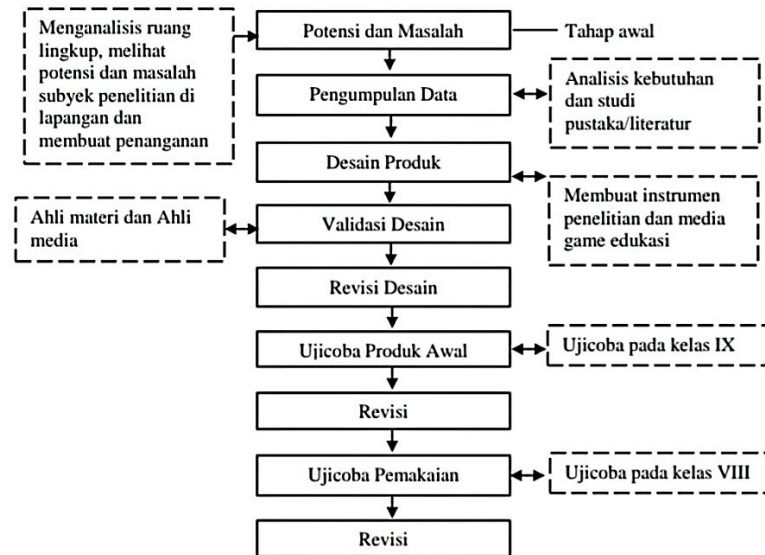 Menganalisis ruang
lingkup, melihat
potensi dan masalah
subyek penelitian di
lapangan dan
membuat penanganan
Potensi dan Masalah
Tahap awal
Pengumpulan Data
Analisis kebutuhan
dan studi
pustaka/literatur
Desain Produk
Membuat instrumen
penelitian dan media
game edukasi
Ahli materi dan Ahli
media
Validasi Desain
Revisi Desain
Ujicoba Produk Awal
Ujicoba pada kelas IX
Revisi
Ujicoba Pemakaian
Ujicoba pada kelas VIII
Revisi